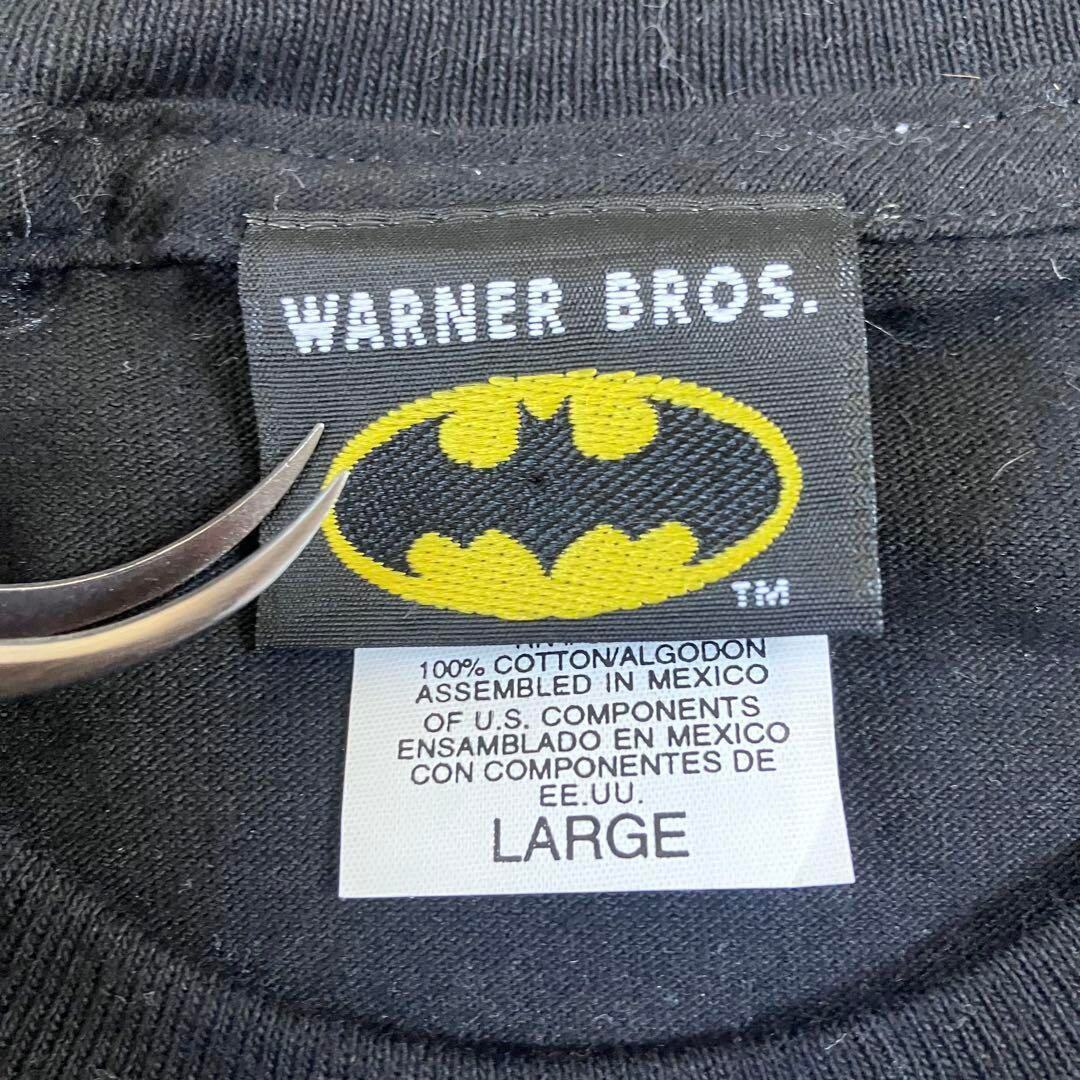 WARNER BROS.
TM
100% COTTON/ALGODON
ASSEMBLED IN MEXICO
OF U.S. COMPONENTS
ENSAMBLADO EN MEXICO
CON COMPONENTES DE
EE.UU.
LARGE